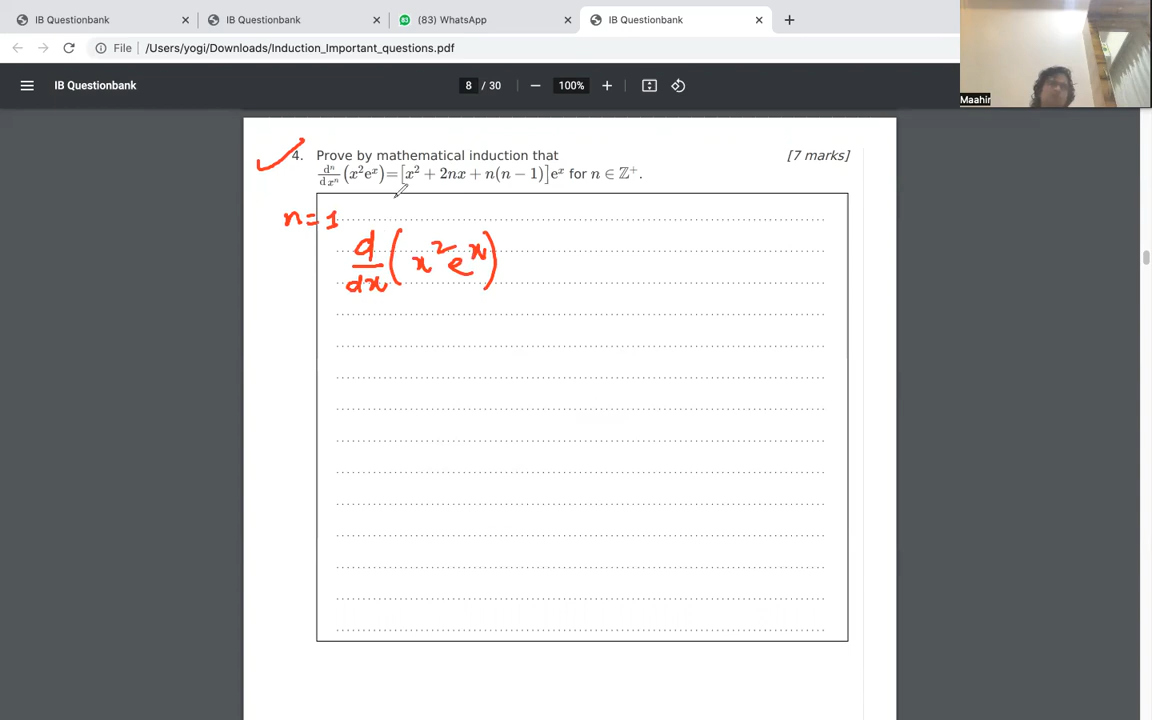 IB Questionbank
IB Questionbank
(83) WhatsApp
IB Questionbank
File
/Users/yogi/Downloads/Induction_Important_questions.pdf
IB Questionbank
8 / 30
100%
Maahir
4. Prove by mathematical induction that [7 marks]
dⁿ/dxⁿ (x²eˣ)=[x² + 2nx + n(n − 1)]eˣ for n ∈ ℤ⁺.
n=1
d/dx (x²eˣ)